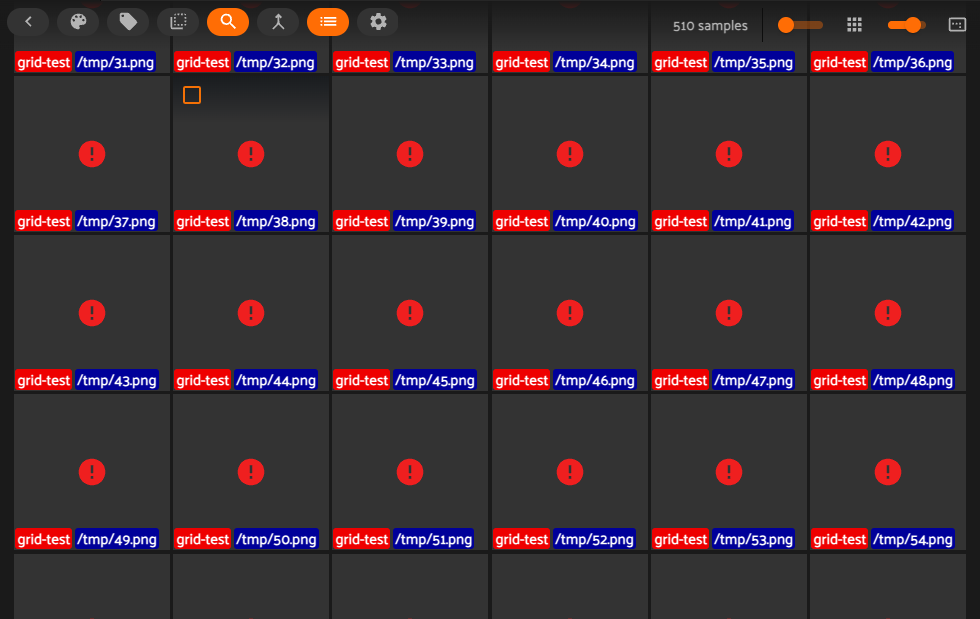 510 samples
grid-test /tmp/31.png grid-test /tmp/32.png grid-test /tmp/33.png grid-test /tmp/34.png grid-test /tmp/35.png grid-test /tmp/36.png
grid-test /tmp/37.png grid-test /tmp/38.png grid-test /tmp/39.png grid-test /tmp/40.png grid-test /tmp/41.png grid-test /tmp/42.png
grid-test /tmp/43.png grid-test /tmp/44.png grid-test /tmp/45.png grid-test /tmp/46.png grid-test /tmp/47.png grid-test /tmp/48.png
grid-test /tmp/49.png grid-test /tmp/50.png grid-test /tmp/51.png grid-test /tmp/52.png grid-test /tmp/53.png grid-test /tmp/54.png